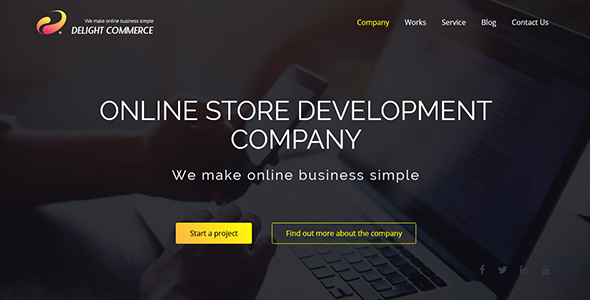 We make online business simple
DELIGHT COMMERCE
Company Works Service Blog Contact Us
ONLINE STORE DEVELOPMENT
COMPANY
We make online business simple
Start a project
Find out more about the company